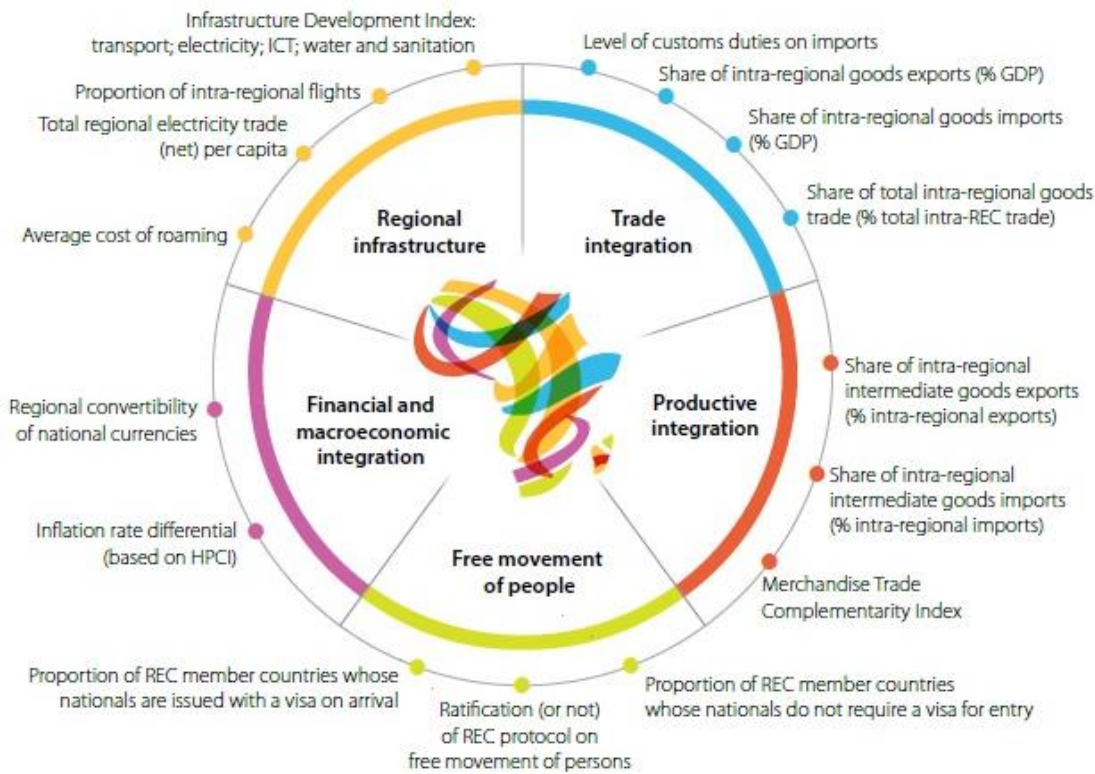 Infrastructure Development Index:
transport; electricity; ICT; water and sanitation
Proportion of intra-regional flights
Total regional electricity trade
(net) per capita
Average cost of roaming
Regional
infrastructure
Level of customs duties on imports
Share of intra-regional goods exports (% GDP)
Share of intra-regional goods imports
(% GDP)
Share of total intra-regional goods
trade (% total intra-REC trade)
Trade
integration
Share of intra-regional
intermediate goods exports
(% intra-regional exports)
Share of intra-regional
intermediate goods imports
(% intra-regional imports)
Merchandise Trade
Complementarity Index
Productive
integration
Free movement
of people
Proportion of REC member countries
whose nationals do not require a visa for entry
Ratification (or not)
of REC protocol on
free movement of persons
Proportion of REC member countries whose
nationals are issued with a visa on arrival
Financial and
macroeconomic
integration
Inflation rate differential
(based on HPCI)
Regional convertibility
of national currencies